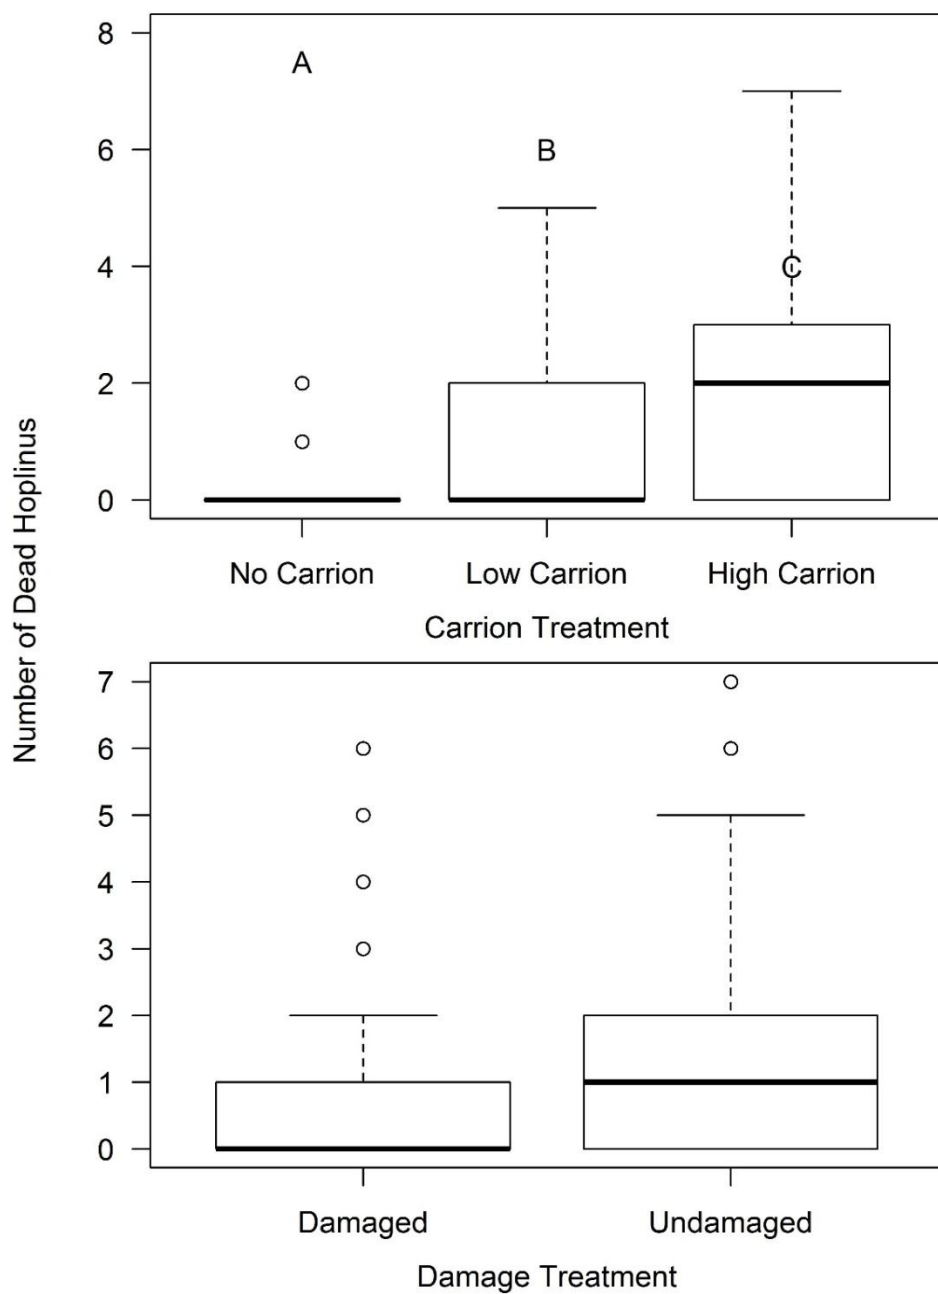 Number of Dead Hoplinus
8
6
4
2
0
A
B
C
No Carrion
Low Carrion
High Carrion
Carrion Treatment
7
6
5
4
3
2
1
0
Damaged
Undamaged
Damage Treatment